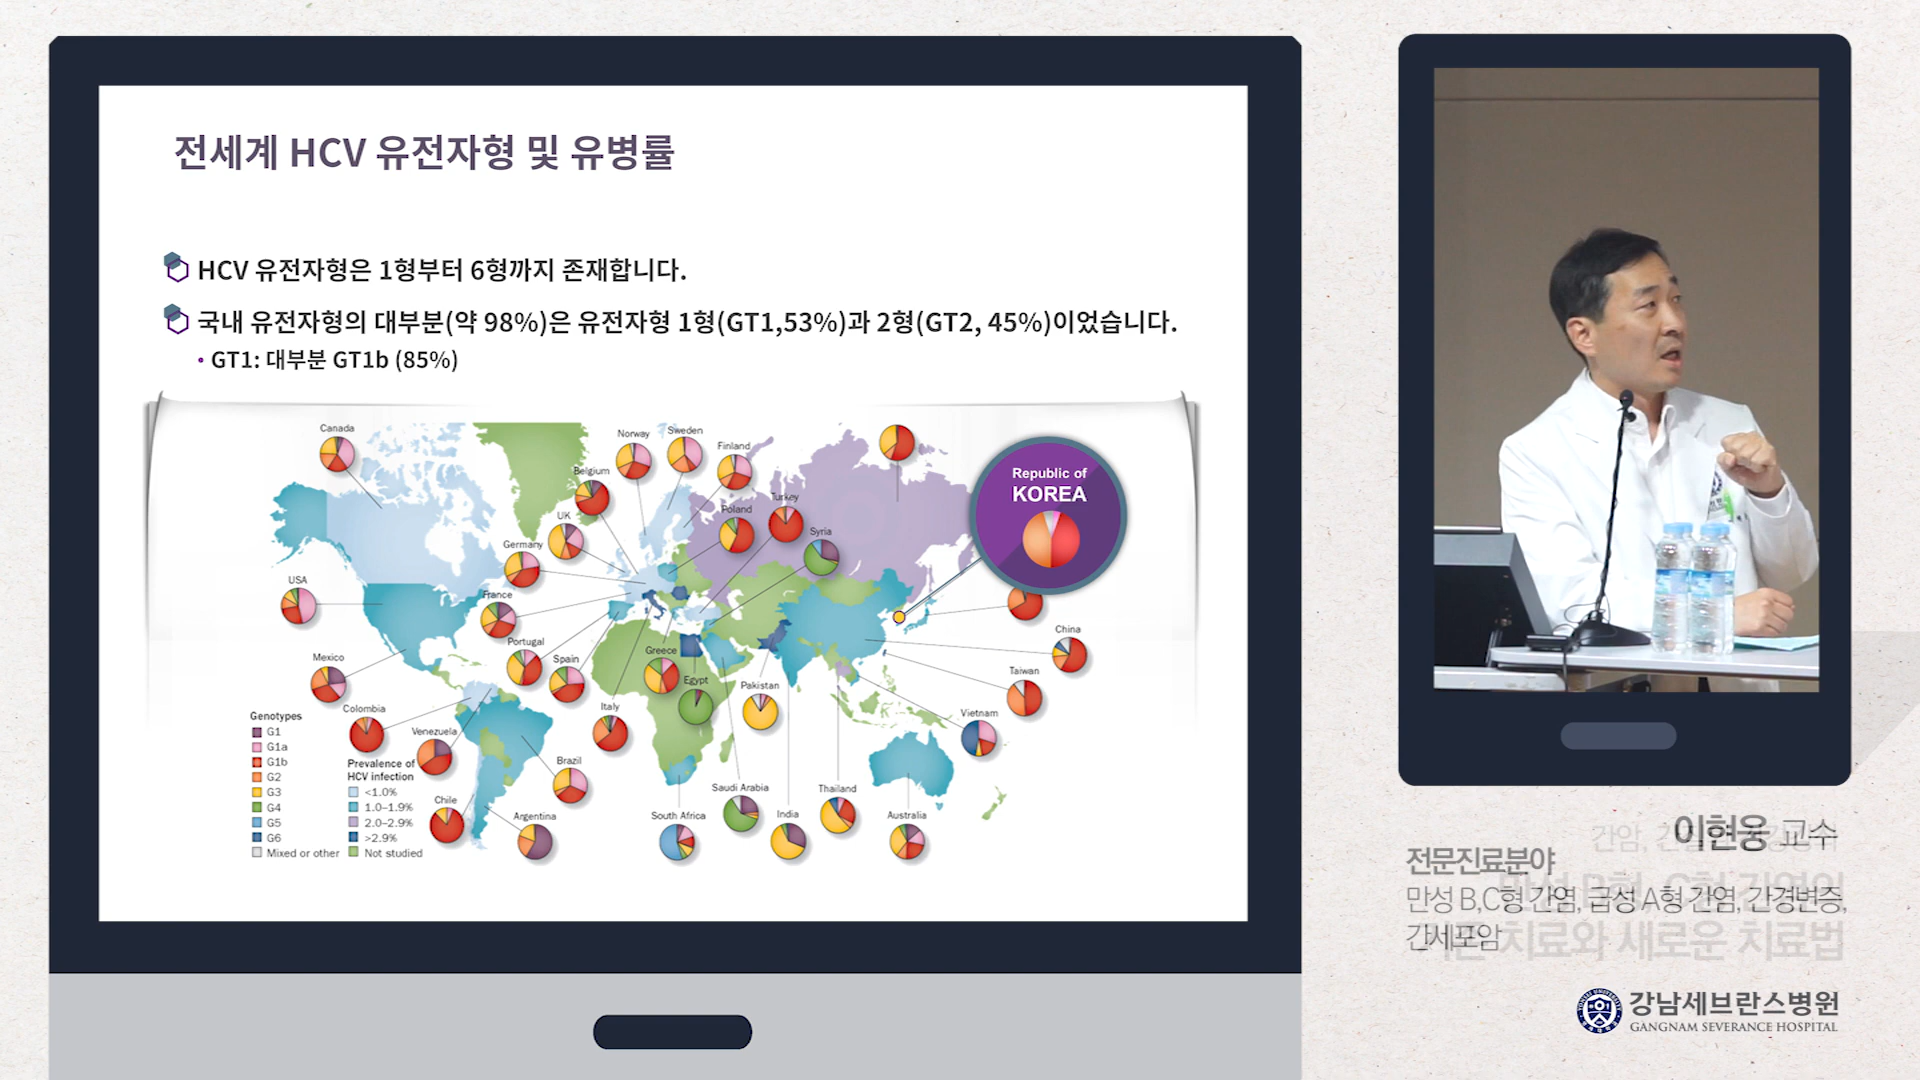 전세계 HCV 유전자형 및 유병률
HCV 유전자형은 1형부터 6형까지 존재합니다.
국내 유전자형의 대부분(약 98%)은 유전자형 1형(GT1,53%)과 2형(GT2, 45%)이었습니다.
• GT1: 대부분 GT1b (85%)
Canada
Norway
Sweden
Finland
Belgium
Turkey
Poland
UK
Syria
Germany
USA
France
Republic of
KOREA
China
Portugal
Greece
Spain
Mexico
Taiwan
Egypt
Pakistan
Colombia
Italy
Vietnam
Venezuela
Brazil
Chile
Argentina
South Africa
Saudi Arabia
India
Thailand
Australia
Genotypes
G1
G1a
G1b
G2
G3
G4
G5
G6
Mixed or other
Prevalence of
HCV infection
<1.0%
1.0–1.9%
2.0–2.9%
>2.9%
Not studied
이현웅 교수
전문진료분야
만성 B,C형 간염, 급성 A형 간염, 간경변증,
간세포암
치료와 새로운 치료법
강남세브란스병원
GANGNAM SEVERANCE HOSPITAL